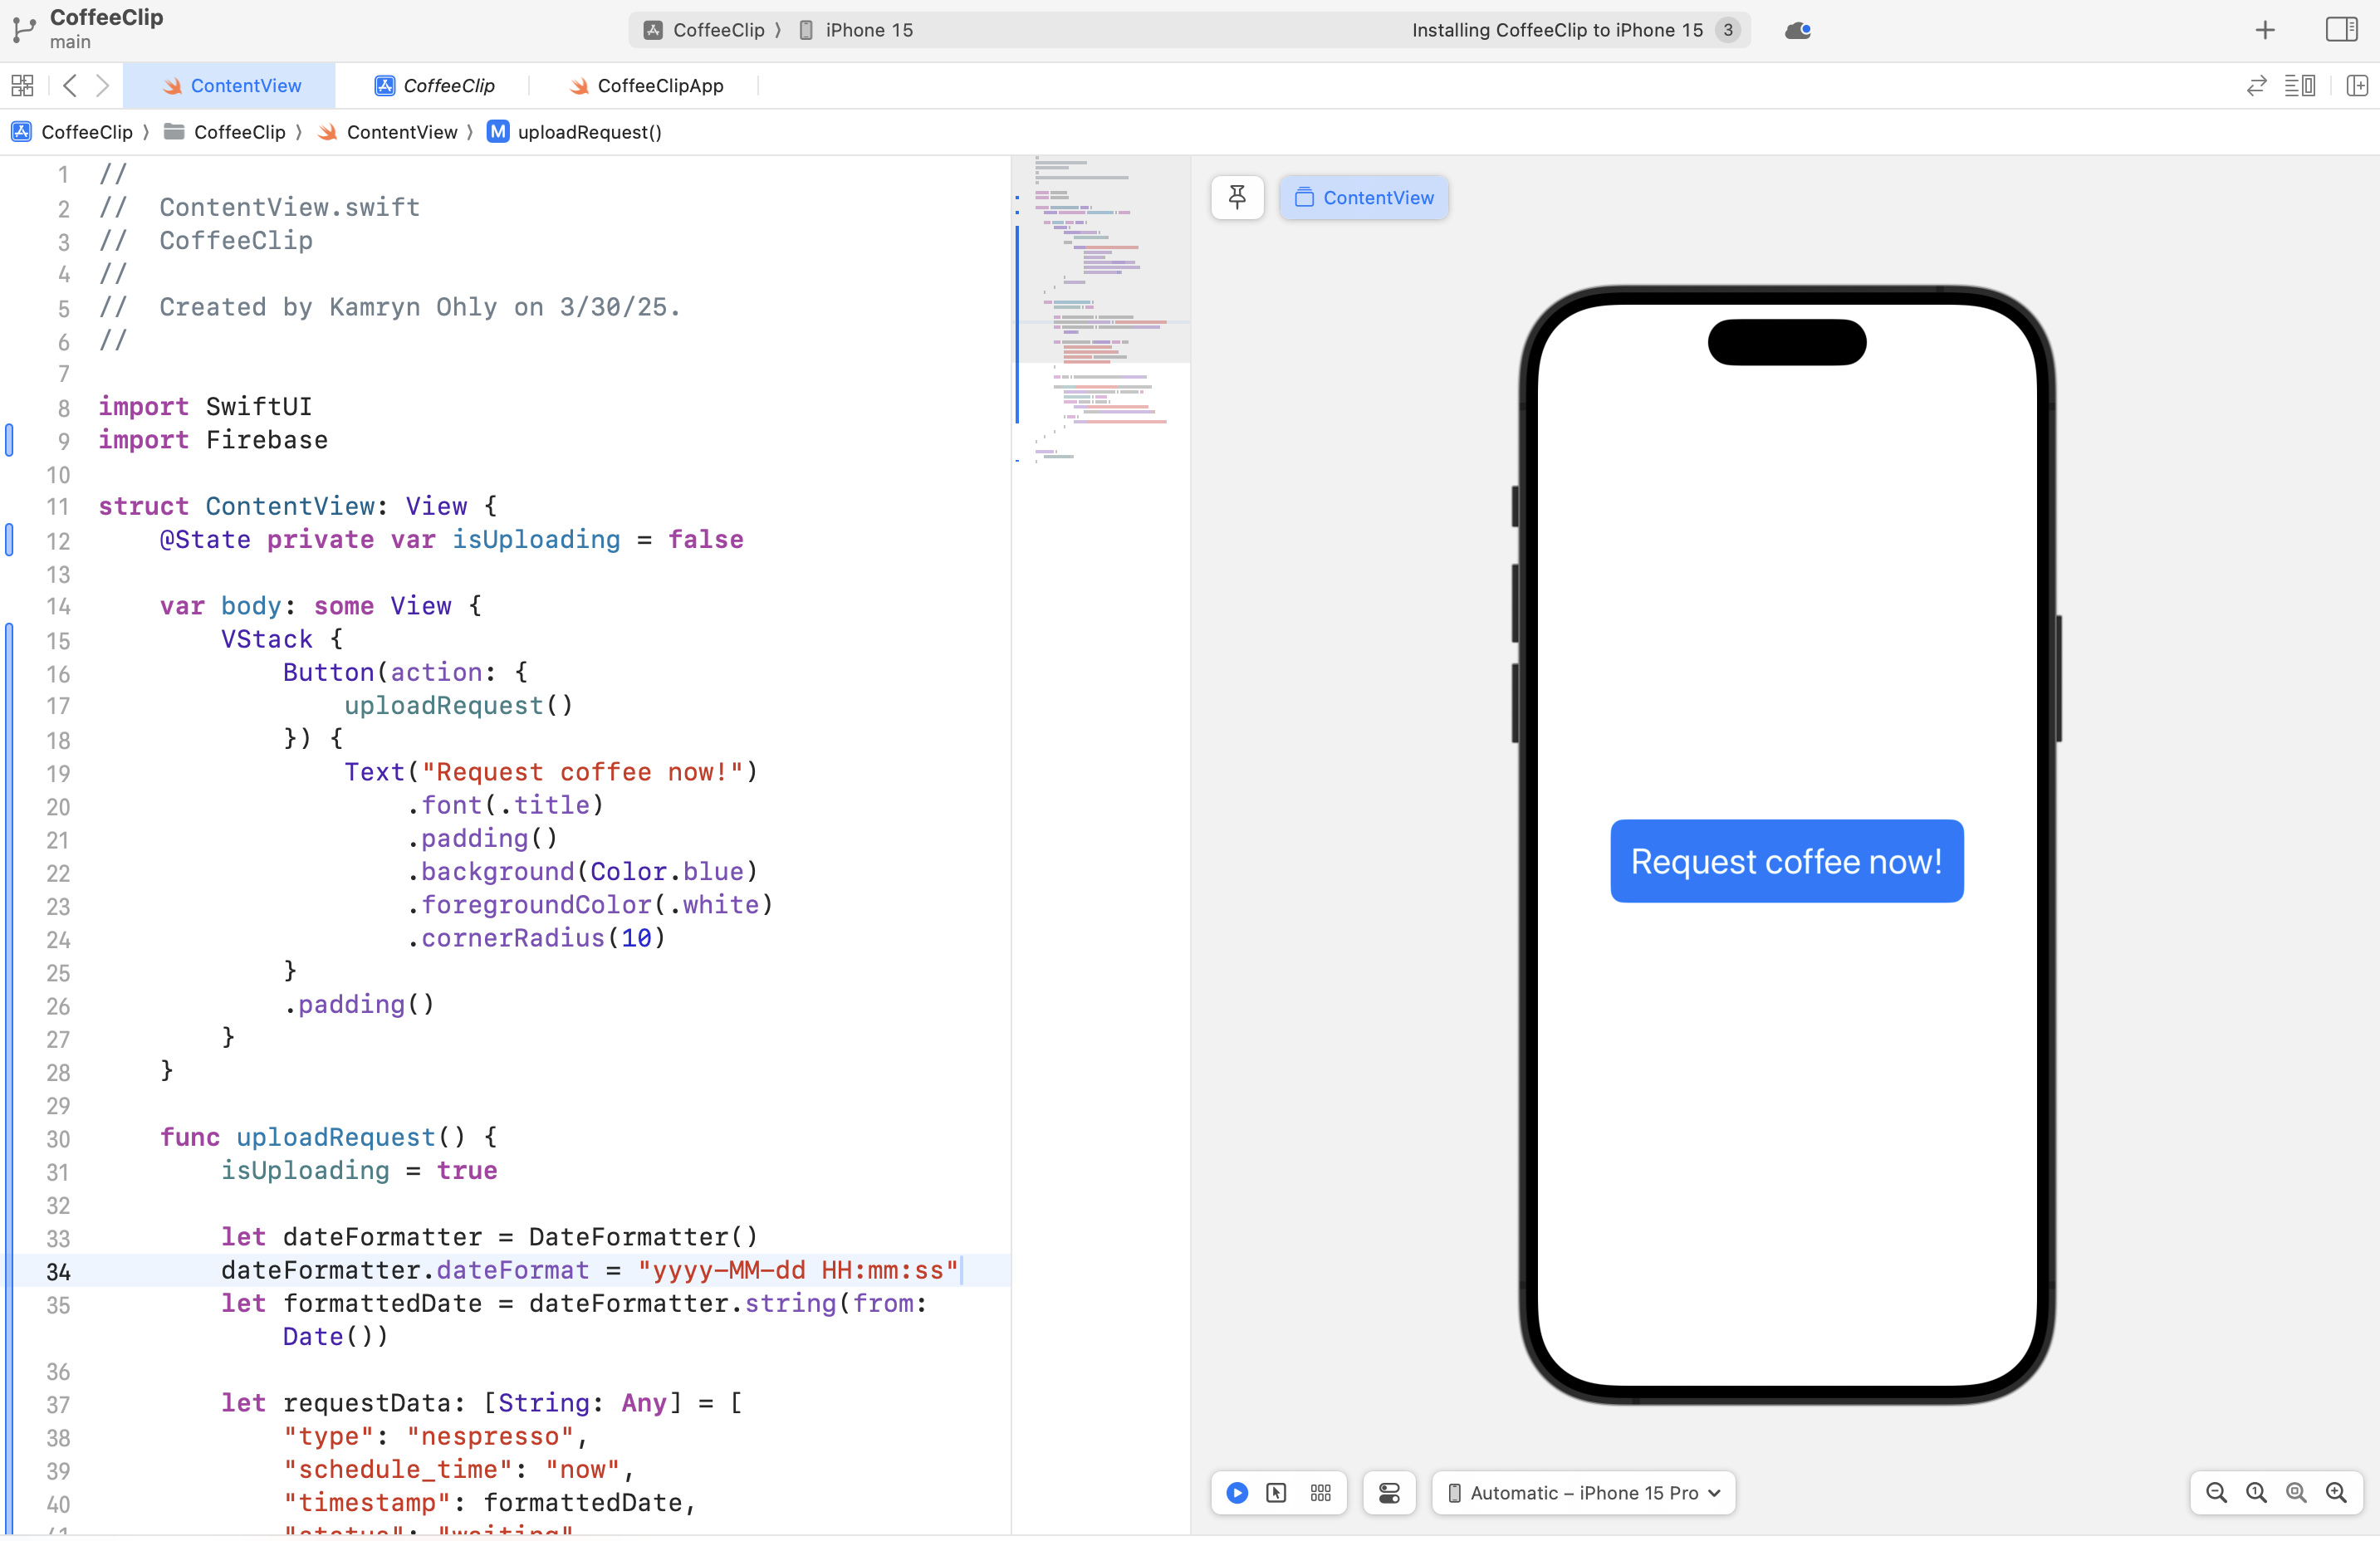 CoffeeClip
main
CoffeeClip 〉 iPhone 15
Installing CoffeeClip to iPhone 15 3
ContentView
CoffeeClip
CoffeeClipApp
CoffeeClip 〉 CoffeeClip 〉 ContentView 〉 M uploadRequest()
1 //
2 //  ContentView.swift
3 //  CoffeeClip
4 //
5 //  Created by Kamryn Ohly on 3/30/25.
6 //
7
8 import SwiftUI
9 import Firebase
10
11 struct ContentView: View {
12     @State private var isUploading = false
13
14     var body: some View {
15         VStack {
16             Button(action: {
17                 uploadRequest()
18             }) {
19                 Text("Request coffee now!")
20                     .font(.title)
21                     .padding()
22                     .background(Color.blue)
23                     .foregroundColor(.white)
24                     .cornerRadius(10)
25             }
26             .padding()
27         }
28     }
29
30     func uploadRequest() {
31         isUploading = true
32
33         let dateFormatter = DateFormatter()
34         dateFormatter.dateFormat = "yyyy-MM-dd HH:mm:ss"
35         let formattedDate = dateFormatter.string(from:
             Date())
36
37         let requestData: [String: Any] = [
38             "type": "nespresso",
39             "schedule_time": "now",
40             "timestamp": formattedDate,
41             "status": "waiting"
ContentView
Request coffee now!
Automatic – iPhone 15 Pro